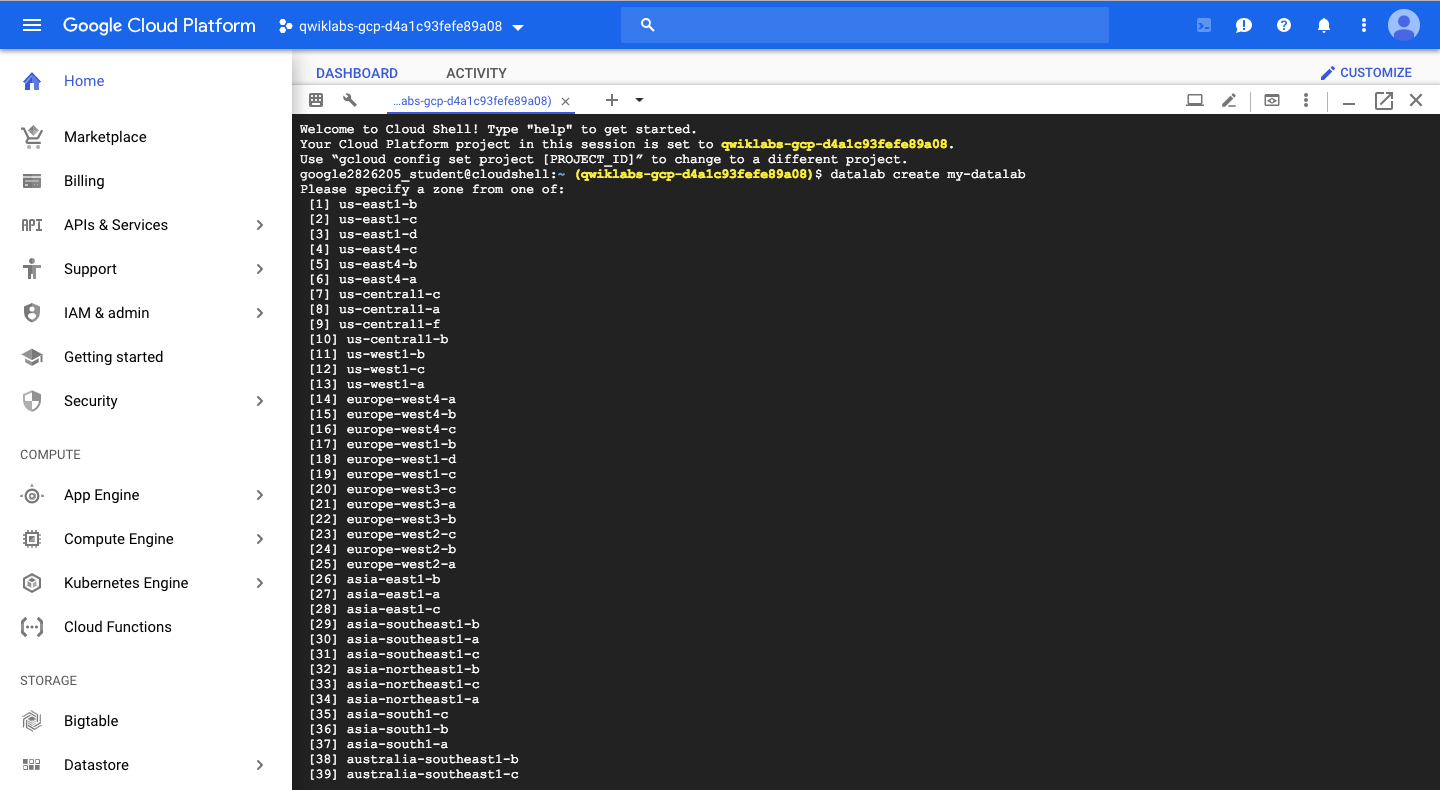 Google Cloud Platform
qwiklabs-gcp-d4a1c93fefe89a08
Home
Marketplace
Billing
API
APIs & Services
Support
IAM & admin
Getting started
Security
COMPUTE
App Engine
Compute Engine
Kubernetes Engine
Cloud Functions
STORAGE
Bigtable
Datastore
DASHBOARD
ACTIVITY
CUSTOMIZE
...abs-gcp-d4a1c93fefe89a08)
Welcome to Cloud Shell! Type "help" to get started.
Your Cloud Platform project in this session is set to qwiklabs-gcp-d4a1c93fefe89a08.
Use “gcloud config set project [PROJECT_ID]” to change to a different project.
google2826205_student@cloudshell:~ (qwiklabs-gcp-d4a1c93fefe89a08)$ datalab create my-datalab
Please specify a zone from one of:
[1] us-east1-b
[2] us-east1-c
[3] us-east1-d
[4] us-east4-c
[5] us-east4-b
[6] us-east4-a
[7] us-central1-c
[8] us-central1-a
[9] us-central1-f
[10] us-central1-b
[11] us-west1-b
[12] us-west1-c
[13] us-west1-a
[14] europe-west4-a
[15] europe-west4-b
[16] europe-west4-c
[17] europe-west1-b
[18] europe-west1-d
[19] europe-west1-c
[20] europe-west3-c
[21] europe-west3-a
[22] europe-west3-b
[23] europe-west2-c
[24] europe-west2-b
[25] europe-west2-a
[26] asia-east1-b
[27] asia-east1-a
[28] asia-east1-c
[29] asia-southeast1-b
[30] asia-southeast1-a
[31] asia-southeast1-c
[32] asia-northeast1-b
[33] asia-northeast1-c
[34] asia-northeast1-a
[35] asia-south1-c
[36] asia-south1-b
[37] asia-south1-a
[38] australia-southeast1-b
[39] australia-southeast1-c